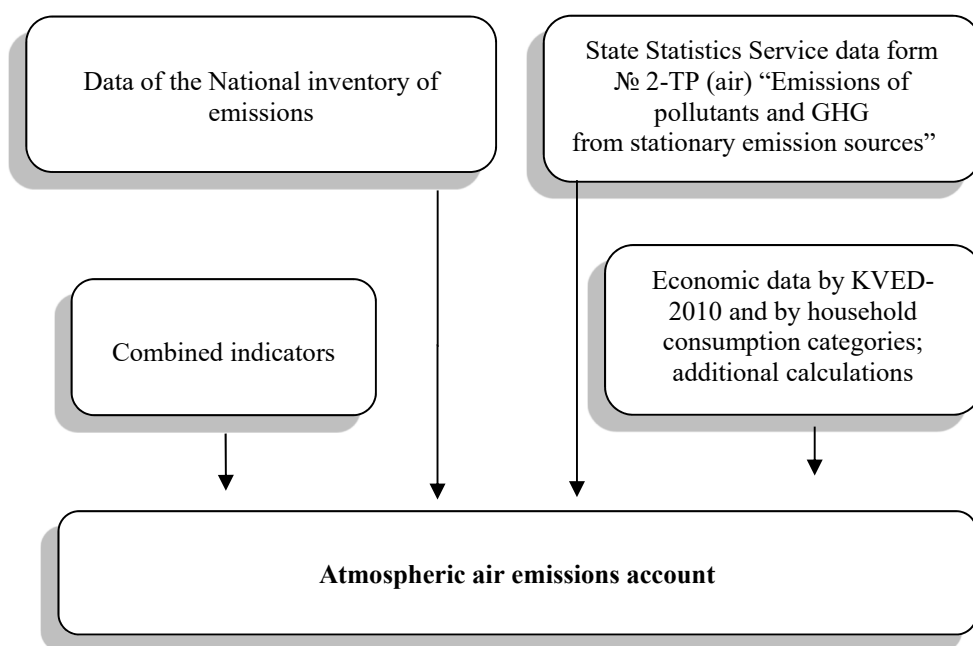 Data of the National inventory of
emissions
State Statistics Service data form
№ 2-TP (air) “Emissions of
pollutants and GHG
from stationary emission sources”
Combined indicators
Economic data by KVED-
2010 and by household
consumption categories;
additional calculations
Atmospheric air emissions account